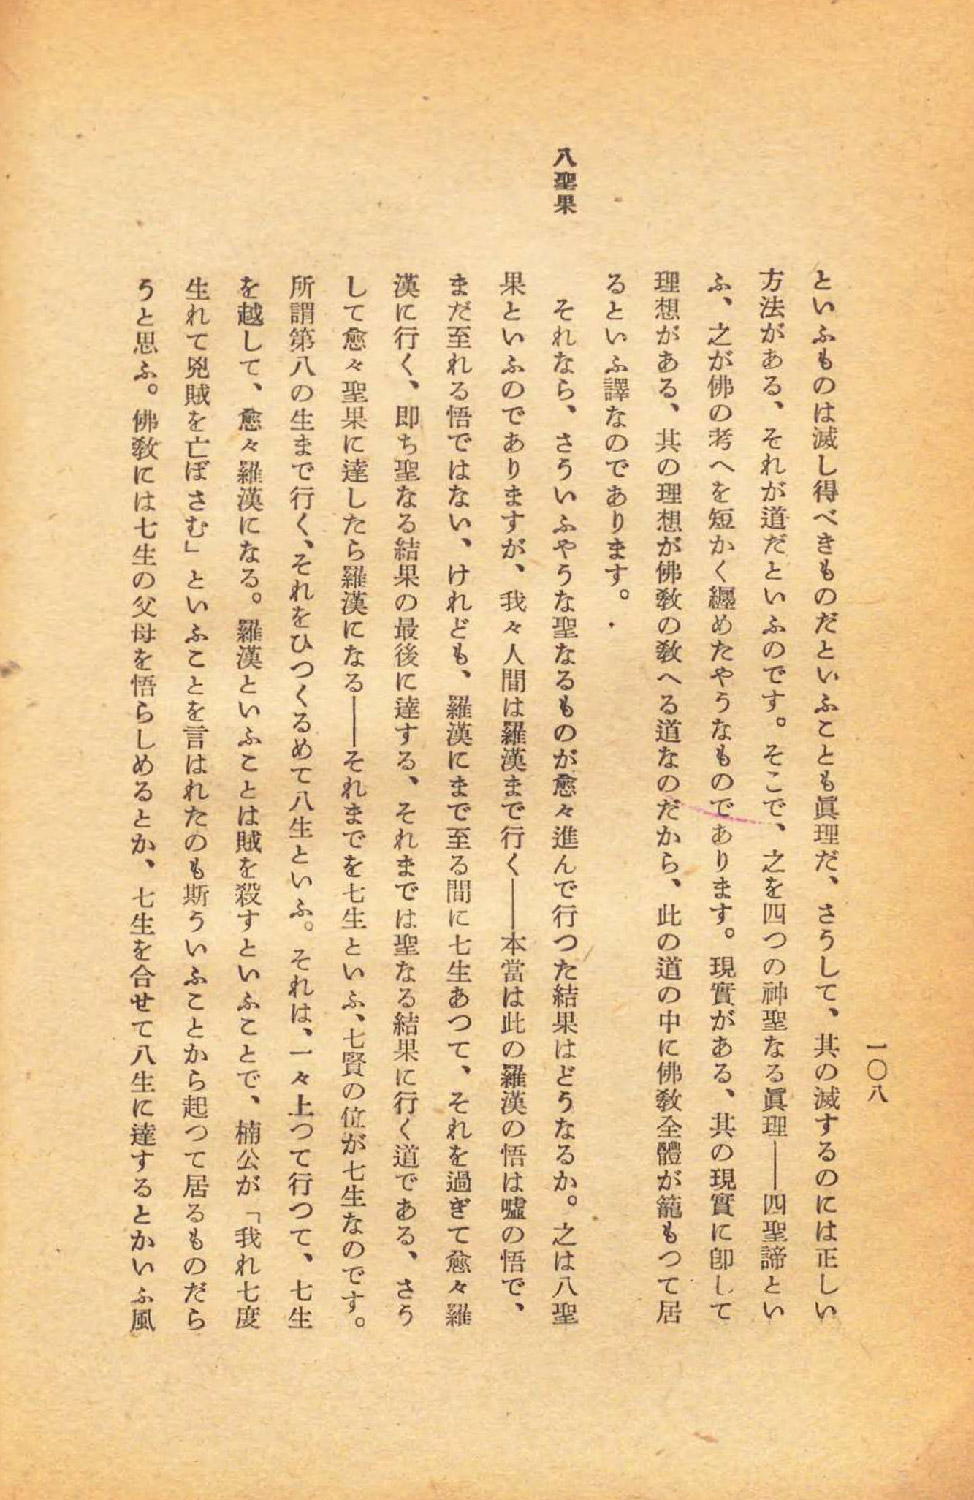 一〇八
といふものは滅し得べきものだといふことも眞理だ、さうして、其の滅するのには正しい
方法がある、それが道だといふのです。そこで、之を四つの神聖なる眞理――四聖諦とい
ふ、之が佛の考へを短かく纒めたやうなものであります。現實がある、其の現實に卽して
理想がある、其の理想が佛敎の敎へる道なのだから、此の道の中に佛敎全體が籠もつて居
るといふ譯なのであります。
八聖果
それなら、さういふやうな聖なるものが愈々進んで行つた結果はどうなるか。之は八聖
果といふのでありますが、我々人間は羅漢まで行く――本當は此の羅漢の悟は嘘の悟で、
まだ至れる悟ではない、けれども、羅漢にまで至る間に七生あつて、それを過ぎて愈々羅
漢に行く、卽ち聖なる結果の最後に達する、それまでは聖なる結果に行く道である、さう
して愈々聖果に達したら羅漢になる――それまでを七生といふ、七賢の位が七生なのです。
所謂第八の生まで行く、それをひつくるめて八生といふ。それは、一々上つて行つて、七生
を越して、愈々羅漢になる。羅漢といふことは賊を殺すといふことで、楠公が「我れ七度
生れて兇賊を亡ぼさむ」といふことを言はれたのも斯ういふことから起つて居るものだら
うと思ふ。佛敎には七生の父母を悟らしめるとか、七生を合せて八生に達するとかいふ風